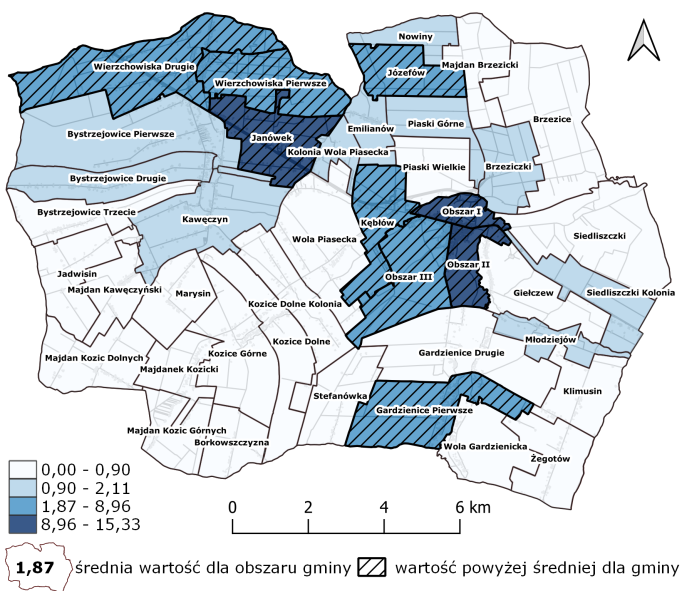 Nowiny
Wierzchowiska Drugie
Józefów
Majdan Brzezicki
Wierzchowiska Pierwsze
Brzezice
Emilianów
Piaski Górne
Bystrzejowice Pierwsze
Janówek
Kolonia Wola Piasecka
Piaski Wielkie
Brzeziczki
Bystrzejowice Drugie
Bystrzejowice Trzecie
Kawęczyn
Obszar I
Kębłów
Wola Piasecka
Siedliszczki
Jadwisin
Obszar II
Obszar III
Majdan Kawęczyński
Marysin
Giełczew
Siedliszczki Kolonia
Kozice Dolne Kolonia
Kozice Dolne
Młodziejów
Majdan Kozic Dolnych
Kozice Górne
Gardzienice Drugie
Majdanek Kozicki
Stefanówka
Klimusin
Gardzienice Pierwsze
Majdan Kozic Górnych
Borkowszczyzna
Wola Gardzienicka
Żegotów
0,00 - 0,90
0,90 - 2,11
1,87 - 8,96
8,96 - 15,33
0 2 4 6 km
1,87 średnia wartość dla obszaru gminy wartość powyżej średniej dla gminy